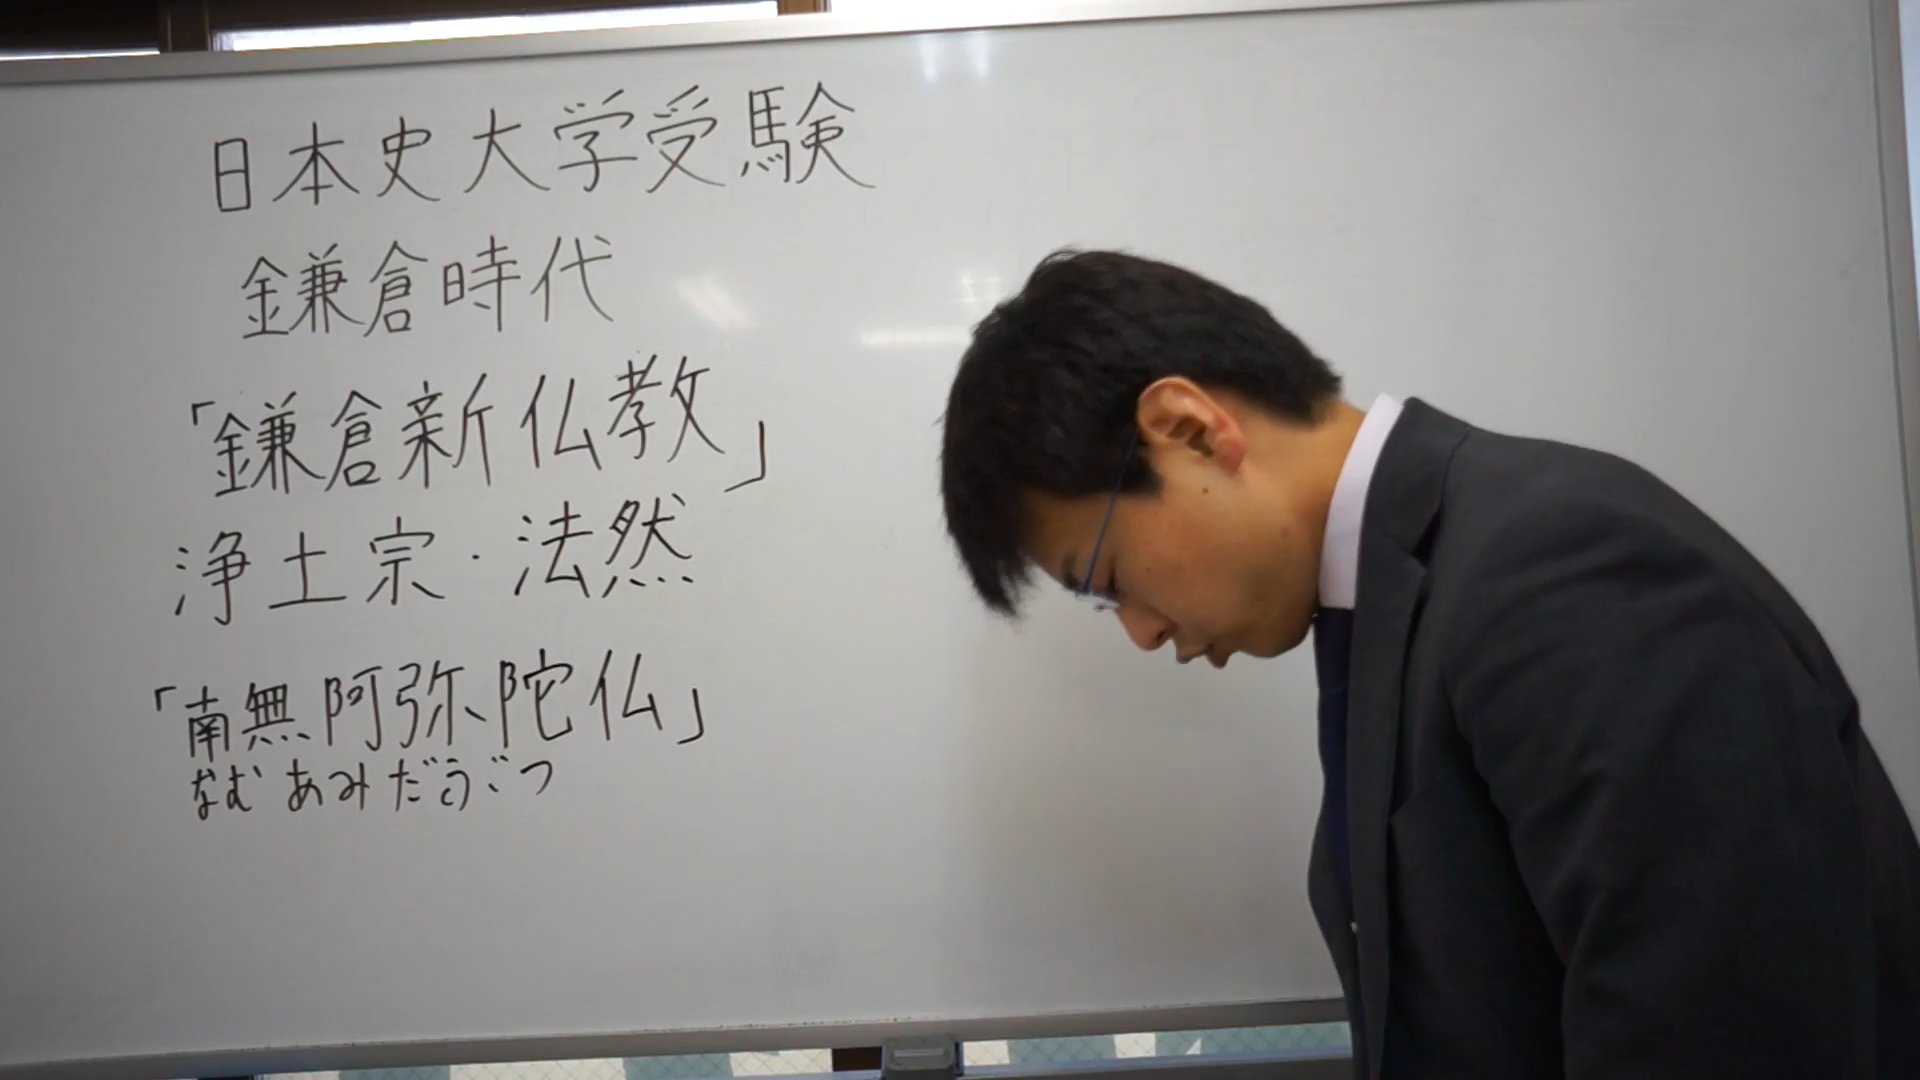 日本史大学受験
鎌倉時代
「鎌倉新仏教」
浄土宗・法然
「南無阿弥陀仏」
なむ あみだぶつ